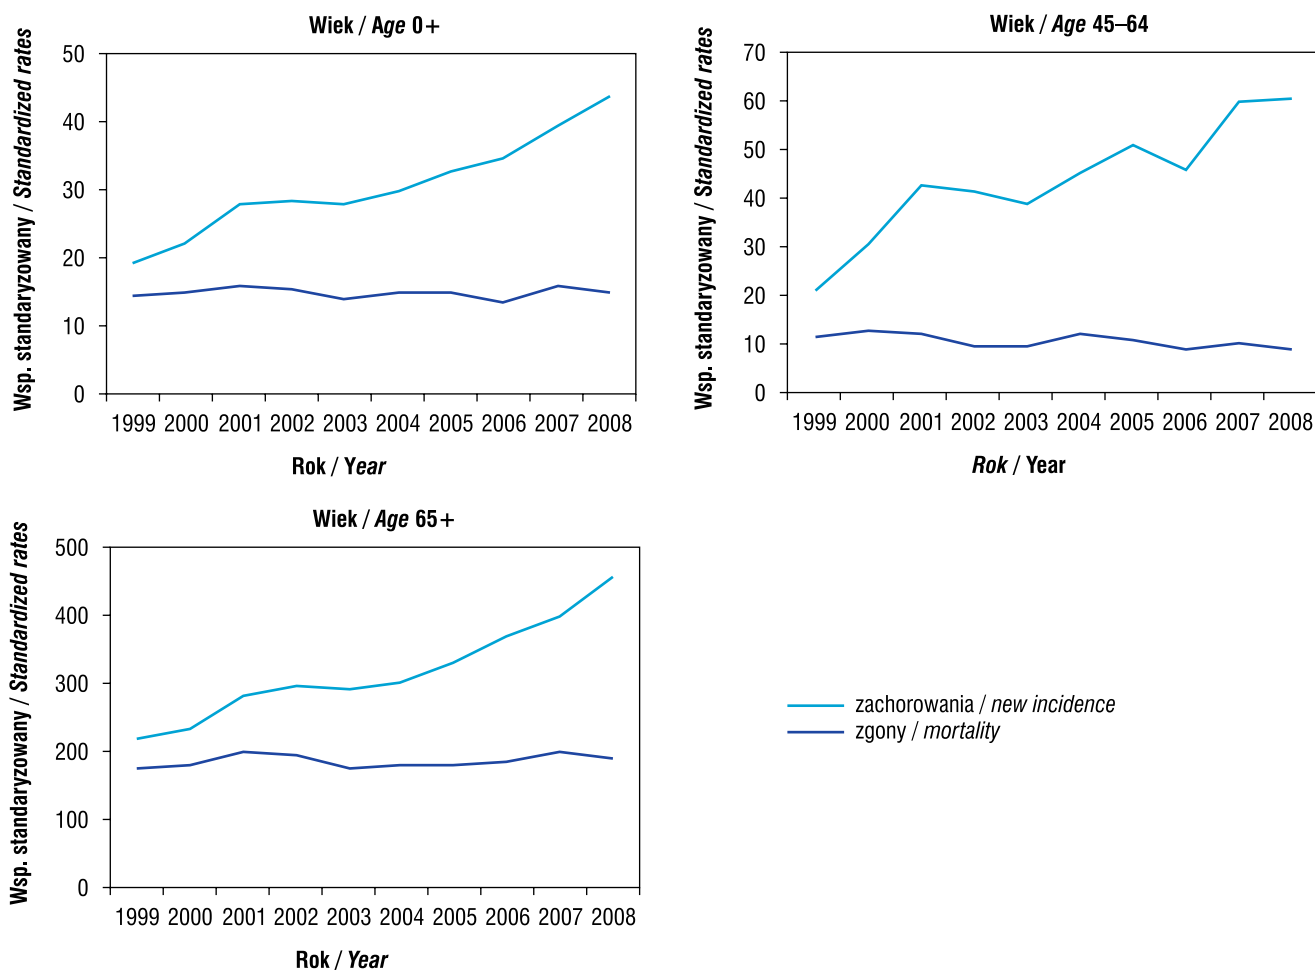 Wiek / Age 0+
Wsp. standaryzowany / Standardized rates
50
40
30
20
10
0
1999 2000 2001 2002 2003 2004 2005 2006 2007 2008
Rok / Year
Wiek / Age 45–64
Wsp. standaryzowany / Standardized rates
70
60
50
40
30
20
10
0
1999 2000 2001 2002 2003 2004 2005 2006 2007 2008
Rok / Year
Wiek / Age 65+
Wsp. standaryzowany / Standardized rates
500
400
300
200
100
0
1999 2000 2001 2002 2003 2004 2005 2006 2007 2008
Rok / Year
zachorowania / new incidence
zgony / mortality